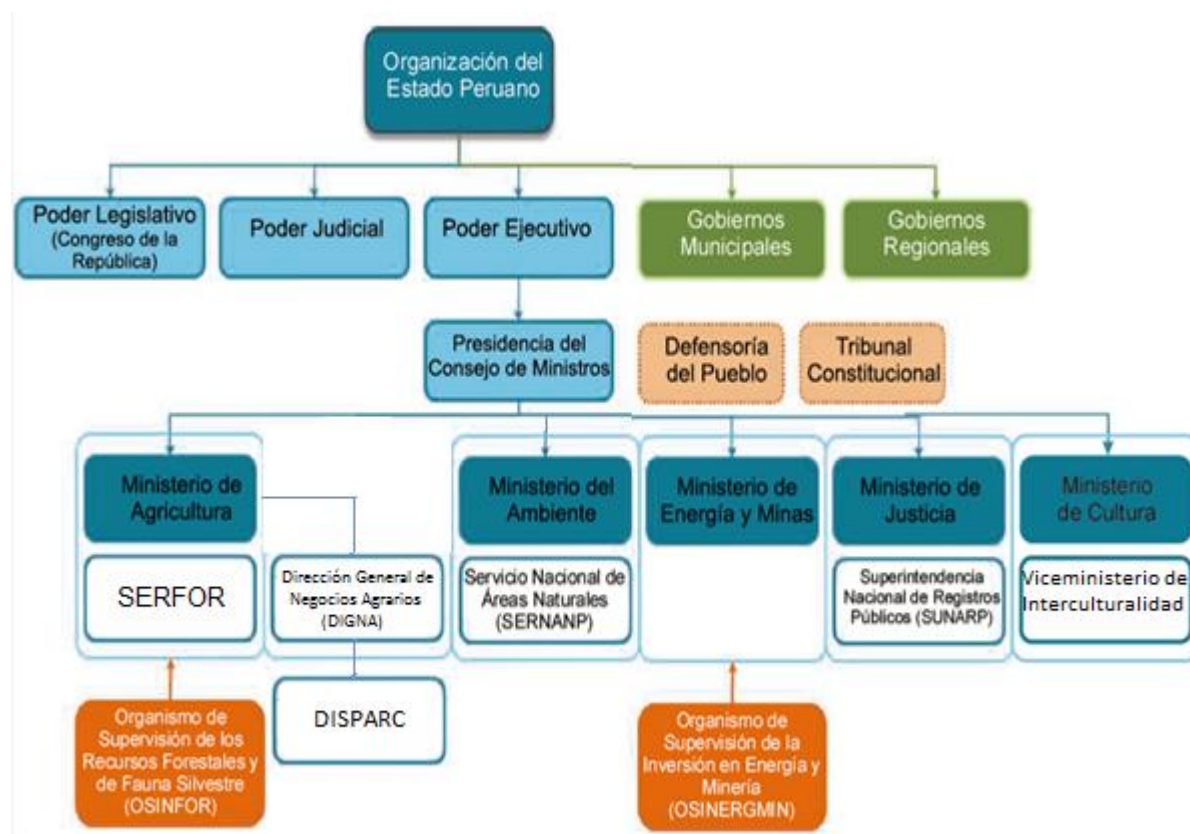 Organización del
Estado Peruano
Poder Legislativo
(Congreso de la
República)
Poder Judicial
Poder Ejecutivo
Gobiernos
Municipales
Gobiernos
Regionales
Presidencia del
Consejo de Ministros
Defensoría
del Pueblo
Tribunal
Constitucional
Ministerio de
Agricultura
Ministerio del
Ambiente
Ministerio de
Energía y Minas
Ministerio de
Justicia
Ministerio
de Cultura
SERFOR
Dirección General de
Negocios Agrarios
(DIGNA)
Servicio Nacional de
Áreas Naturales
(SERNANP)
Superintendencia
Nacional de Registros
Públicos (SUNARP)
Viceministerio de
Interculturalidad
Organismo de
Supervisión de los
Recursos Forestales y
de Fauna Silvestre
(OSINFOR)
DISPARC
Organismo de
Supervisión de la
Inversión en Energía y
Minería
(OSINERGMIN)